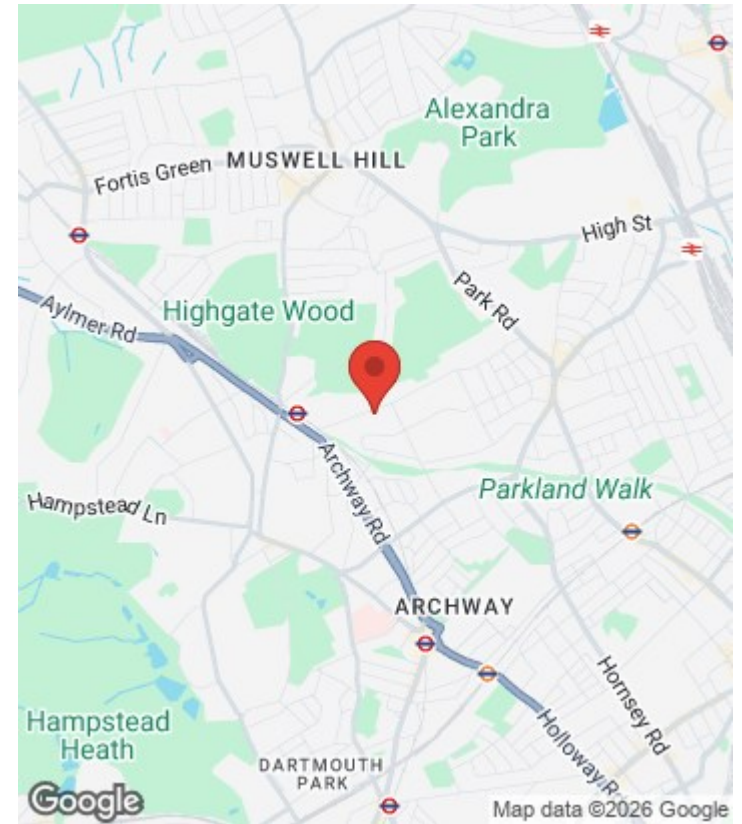 Alexandra
Park
Fortis Green
MUSWELL HILL
High St
Park Rd
Aylmer Rd
Highgate Wood
Archway Rd
Parkland Walk
Hampstead Ln
ARCHWAY
Hornsey Rd
Hampstead
Heath
DARTMOUTH
PARK
Holloway Rd
Google
Map data ©2026 Google